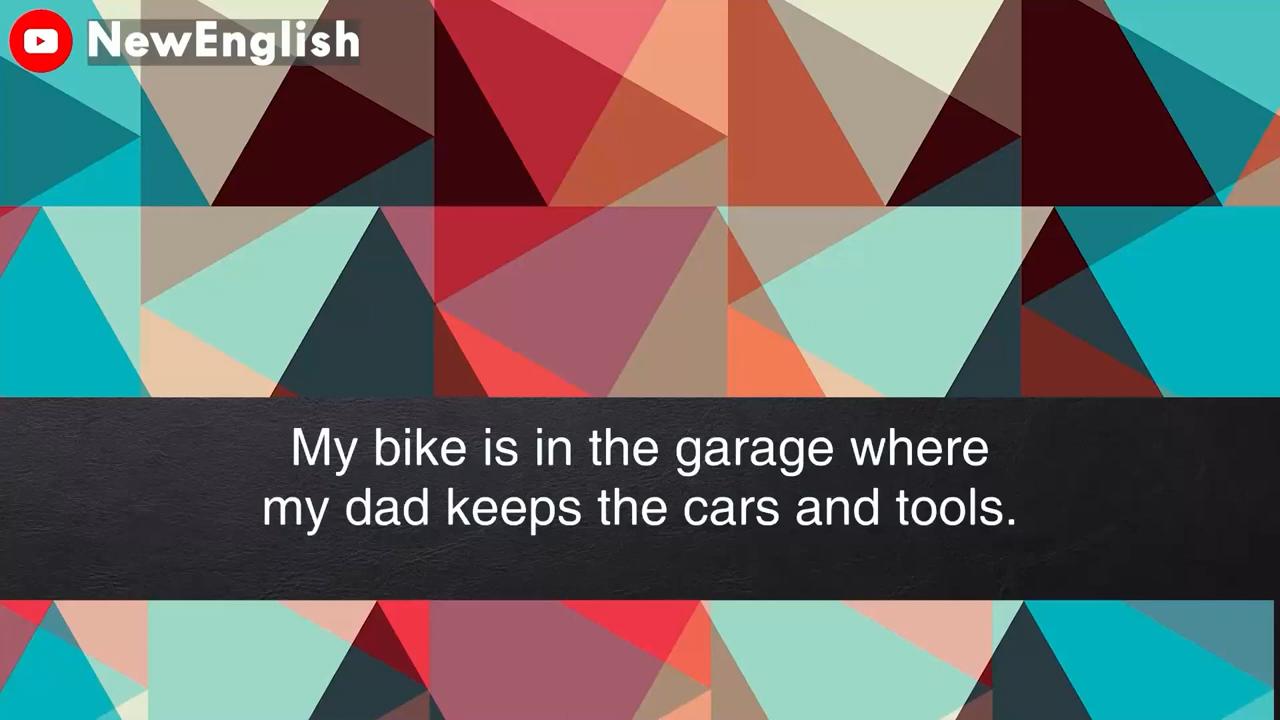 NewEnglish
My bike is in the garage where
my dad keeps the cars and tools.